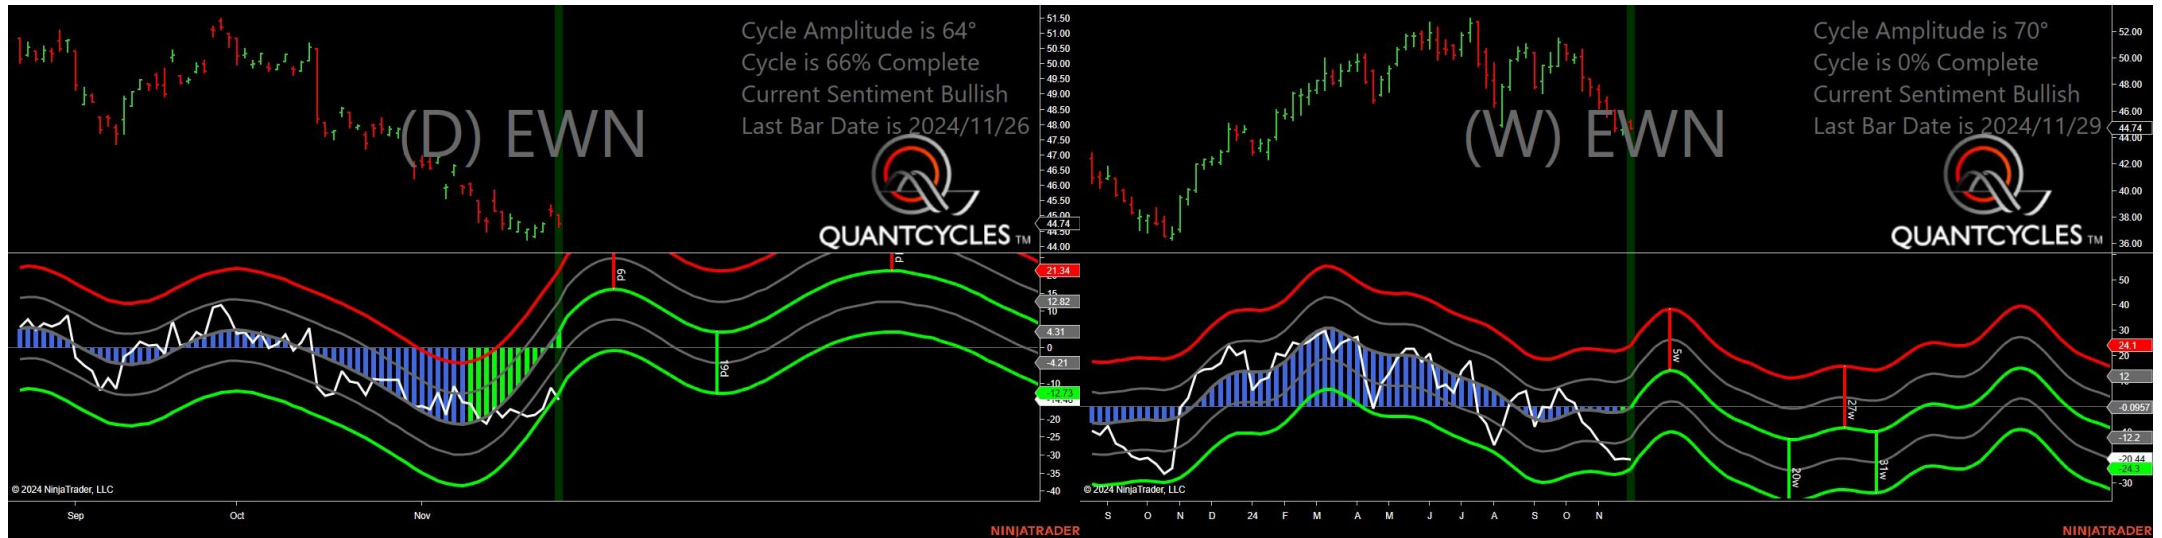 Cycle Amplitude is 64°
Cycle is 66% Complete
Current Sentiment Bullish
Last Bar Date is 2024/11/26
(D) EWN
QUANTCYCLES TM
51.50
51.00
50.50
50.00
49.50
49.00
48.50
48.00
47.50
47.00
46.50
46.00
45.50
45.00
44.74
44.50
44.00
6d
19d
21.34
15
12.82
10
4.31
0
-4.21
-10
-12.73
-20
-25
-30
-35
-40
© 2024 NinjaTrader, LLC
Sep
Oct
Nov
NINJATRADER
Cycle Amplitude is 70°
Cycle is 0% Complete
Current Sentiment Bullish
Last Bar Date is 2024/11/29
(W) EWN
QUANTCYCLES TM
52.00
50.00
48.00
46.00
44.74
44.00
42.00
40.00
38.00
36.00
5w
27w
20w
31w
50
40
30
24.1
20
12
-0.0957
-12.2
-20.44
-24.3
-30
© 2024 NinjaTrader, LLC
S O N D 24 F M A M J J A S O N
NINJATRADER